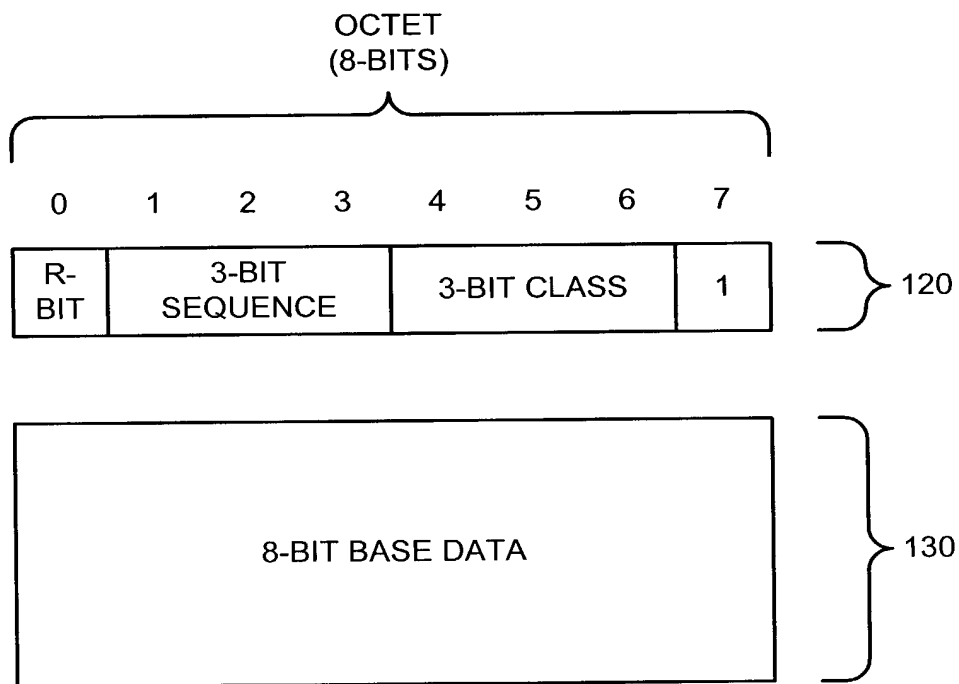 OCTET
(8-BITS)
0 1 2 3 4 5 6 7
R-
BIT
3-BIT
SEQUENCE
3-BIT CLASS
1
120
8-BIT BASE DATA
130